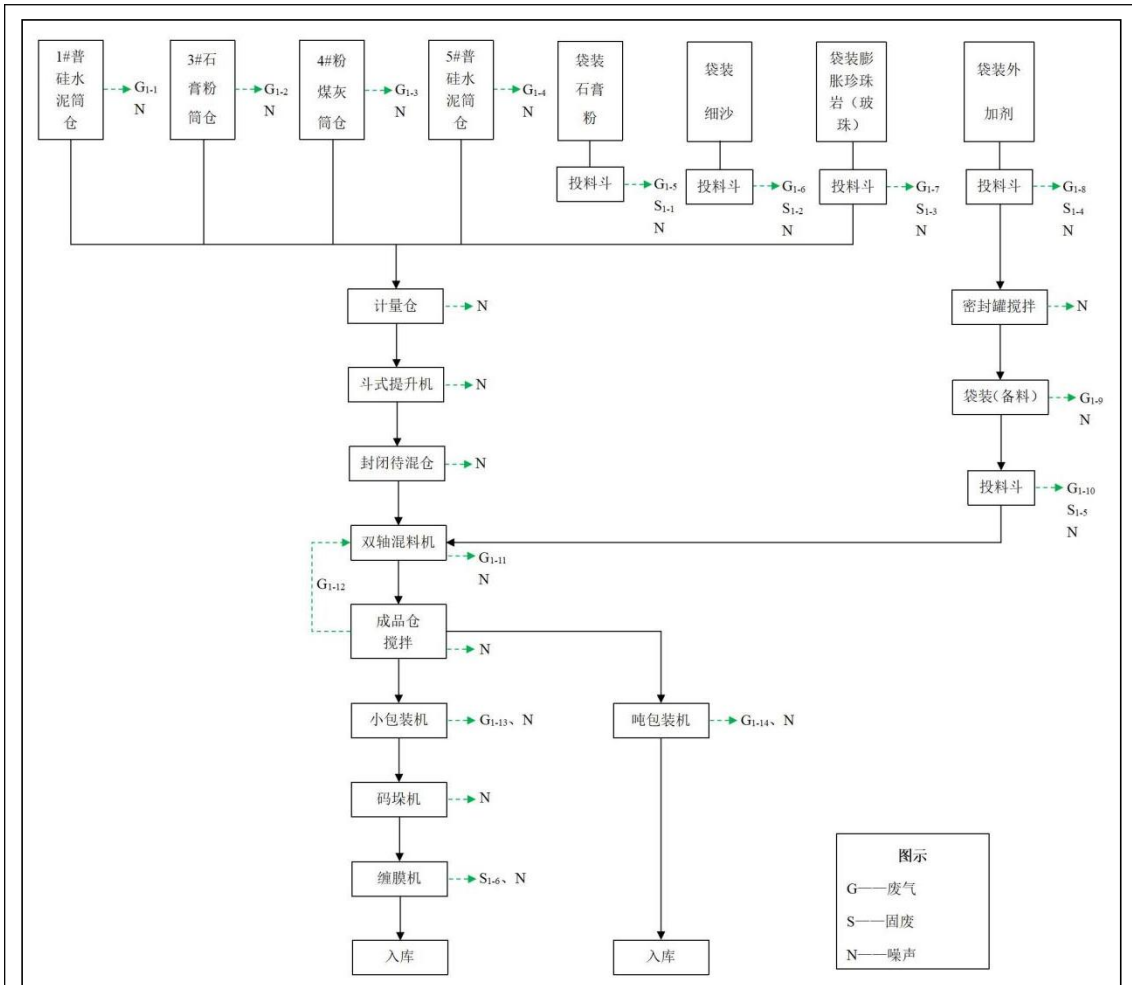 1#普
硅水
泥筒
仓
G1-1
N
3#石
膏粉
筒仓
G1-2
N
4#粉
煤灰
筒仓
G1-3
N
5#普
硅水
泥筒
仓
G1-4
N
袋装
石膏
粉
袋装
细沙
袋装膨
胀珍珠
岩（玻
珠）
袋装外
加剂
投料斗
G1-5
S1-1
N
投料斗
G1-6
S1-2
N
投料斗
G1-7
S1-3
N
投料斗
G1-8
S1-4
N
计量仓
N
密封罐搅拌
N
斗式提升机
N
袋装（备料）
G1-9
N
封闭待混仓
N
投料斗
G1-10
S1-5
N
双轴混料机
G1-11
N
G1-12
成品仓
搅拌
N
小包装机
G1-13、N
吨包装机
G1-14、N
码垛机
N
缠膜机
S1-6、N
入库
入库
图示
G——废气
S——固废
N——噪声